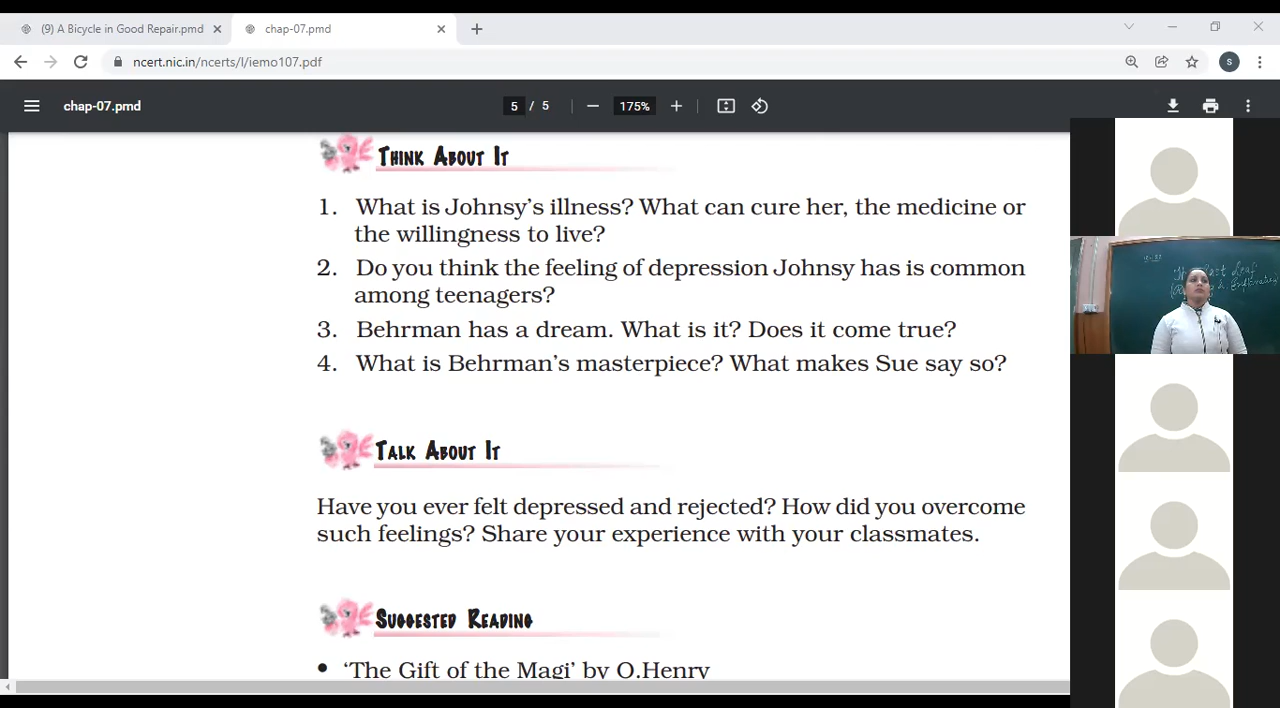 (9) A Bicycle in Good Repair.pmd
chap-07.pmd
ncert.nic.in/ncerts/l/iemo107.pdf
S
chap-07.pmd
5 / 5
175%
THINK ABOUT IT
1. What is Johnsy's illness? What can cure her, the medicine or
the willingness to live?
2. Do you think the feeling of depression Johnsy has is common
among teenagers?
3. Behrman has a dream. What is it? Does it come true?
4. What is Behrman's masterpiece? What makes Sue say so?
TALK ABOUT IT
Have you ever felt depressed and rejected? How did you overcome
such feelings? Share your experience with your classmates.
SUGGESTED READING
• 'The Gift of the Magi' by O.Henry
Last Leaf